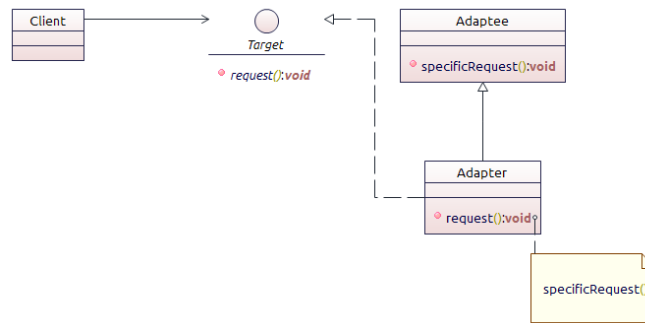 Client
Target
request():void
Adaptee
specificRequest():void
Adapter
request():void
specificRequest()